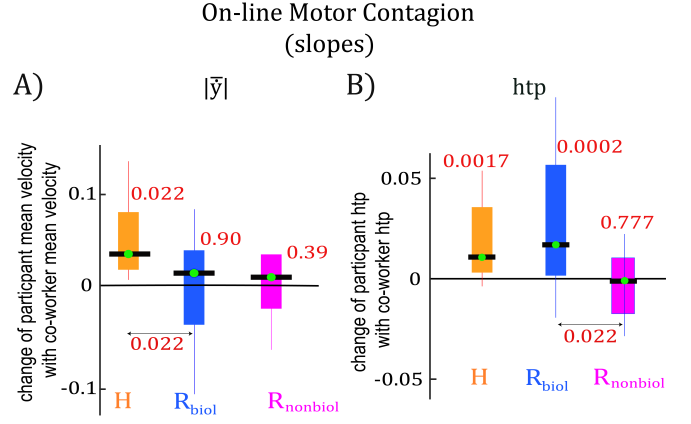 On-line Motor Contagion
(slopes)
A)
|ẏ̄|
B)
htp
change of particpant mean velocity
with co-worker mean velocity
0.1
0
-0.1
0.022
0.90
0.39
0.022
H
R_biol
R_nonbiol
change of particpant htp
with co-worker htp
0.05
0
-0.05
0.0017
0.0002
0.777
0.022
H
R_biol
R_nonbiol